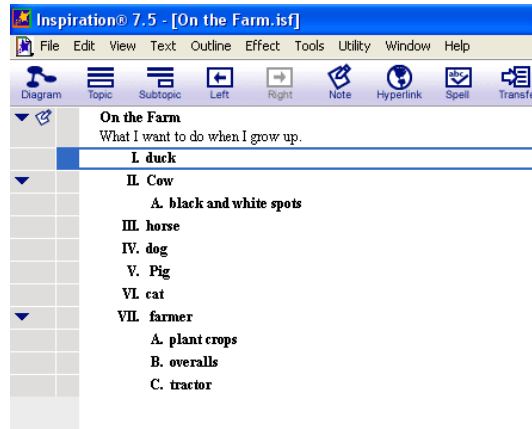 Inspiration® 7.5 - [On the Farm.isf]
File Edit View Text Outline Effect Tools Utility Window Help
Diagram Topic Subtopic Left Right Note Hyperlink abc Spell Transfe
On the Farm
What I want to do when I grow up.
I. duck
II. Cow
A. black and white spots
III. horse
IV. dog
V. Pig
VI. cat
VII. farmer
A. plant crops
B. overalls
C. tractor